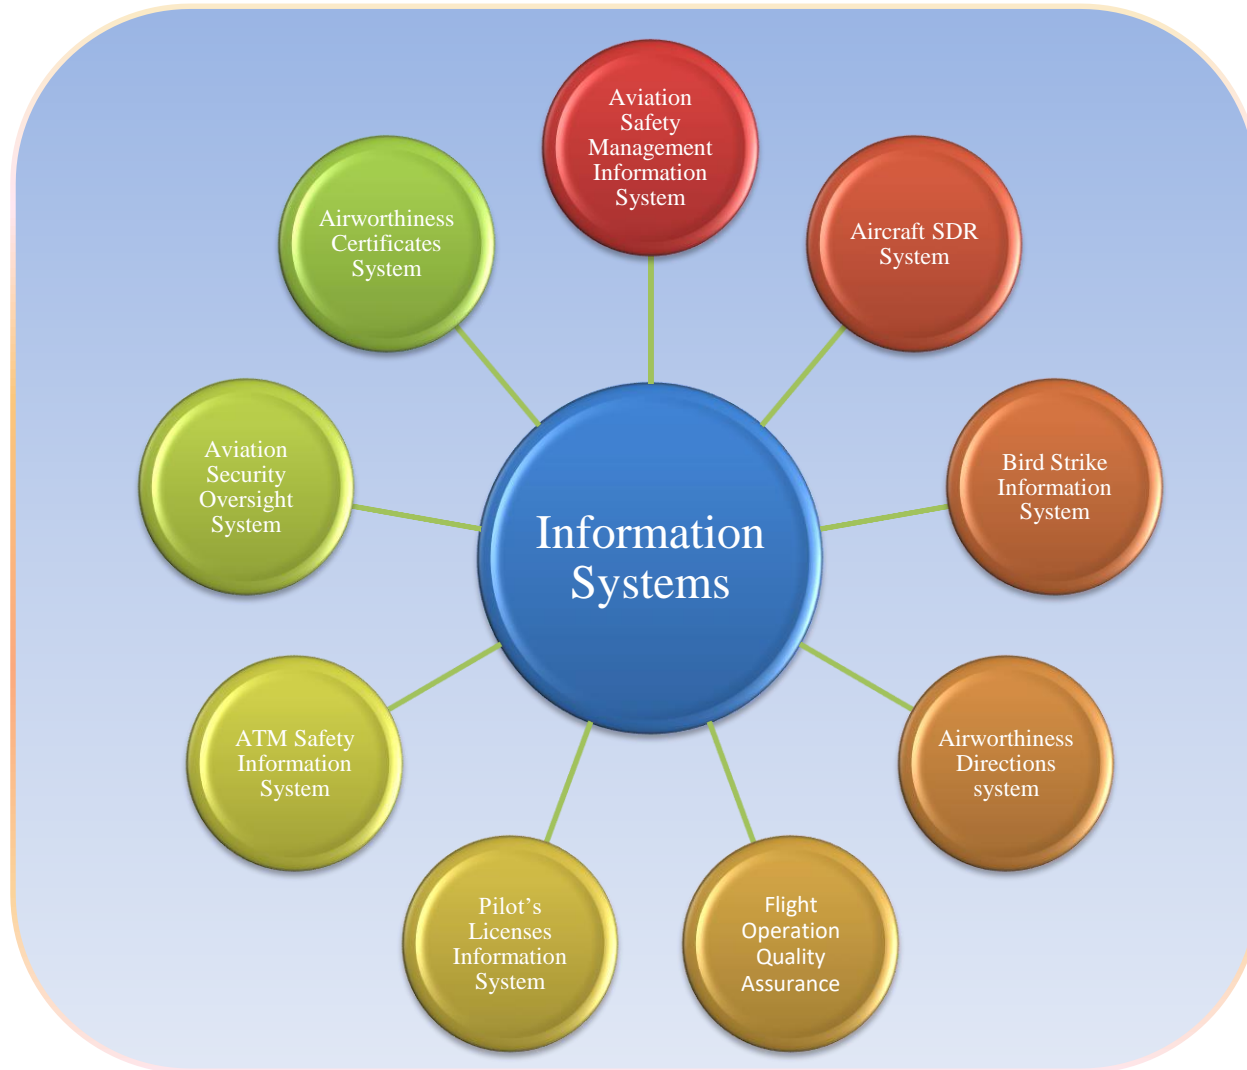 Aviation
Safety
Management
Information
System
Aircraft SDR
System
Bird Strike
Information
System
Airworthiness
Directions
system
Flight
Operation
Quality
Assurance
Pilot’s
Licenses
Information
System
ATM Safety
Information
System
Aviation
Security
Oversight
System
Airworthiness
Certificates
System
Information
Systems